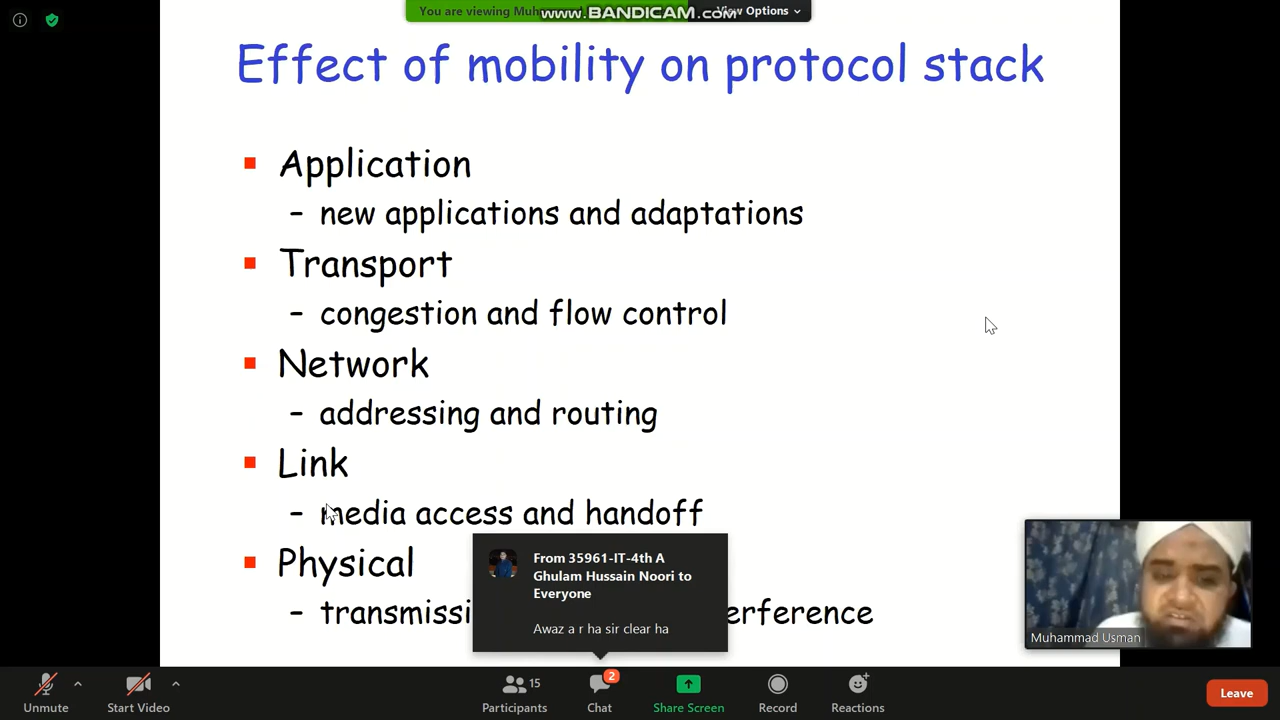 You are viewing
www.BANDICAM.com
View Options
Effect of mobility on protocol stack
Application
– new applications and adaptations
Transport
– congestion and flow control
Network
– addressing and routing
Link
– media access and handoff
Physical
From 35961-IT-4th A
Ghulam Hussain Noori to
Everyone
Awaz a r ha sir clear ha
Muhammad Usman
Unmute
Start Video
Participants
15
Chat
2
Share Screen
Record
Reactions
Leave